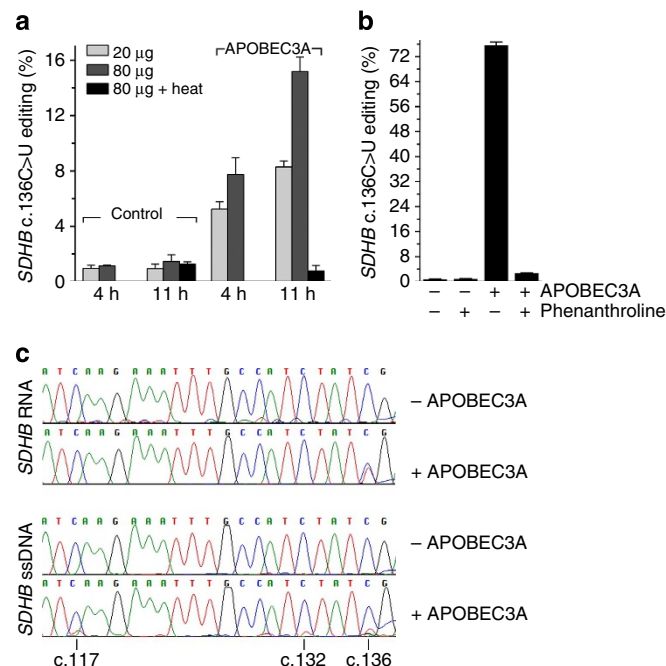 a
SDHB c.136C>U editing (%)
16
12
8
4
0
20 µg
80 µg
80 µg + heat
APOBEC3A
Control
4 h
11 h
4 h
11 h
b
SDHB c.136C>U editing (%)
72
64
56
48
40
32
24
16
8
0
– – + + APOBEC3A
– + – + Phenanthroline
c
SDHB RNA
A T C A A G A A A T T T G C C A T C T A T C G
– APOBEC3A
A T C A A G A A A T T T G C C A T C T A T C G
+ APOBEC3A
SDHB ssDNA
A T C A A G A A A T T T G C C A T C T A T C G
– APOBEC3A
A T C A A G A A A T T T G C C A T C T A T C G
+ APOBEC3A
c.117
c.132
c.136